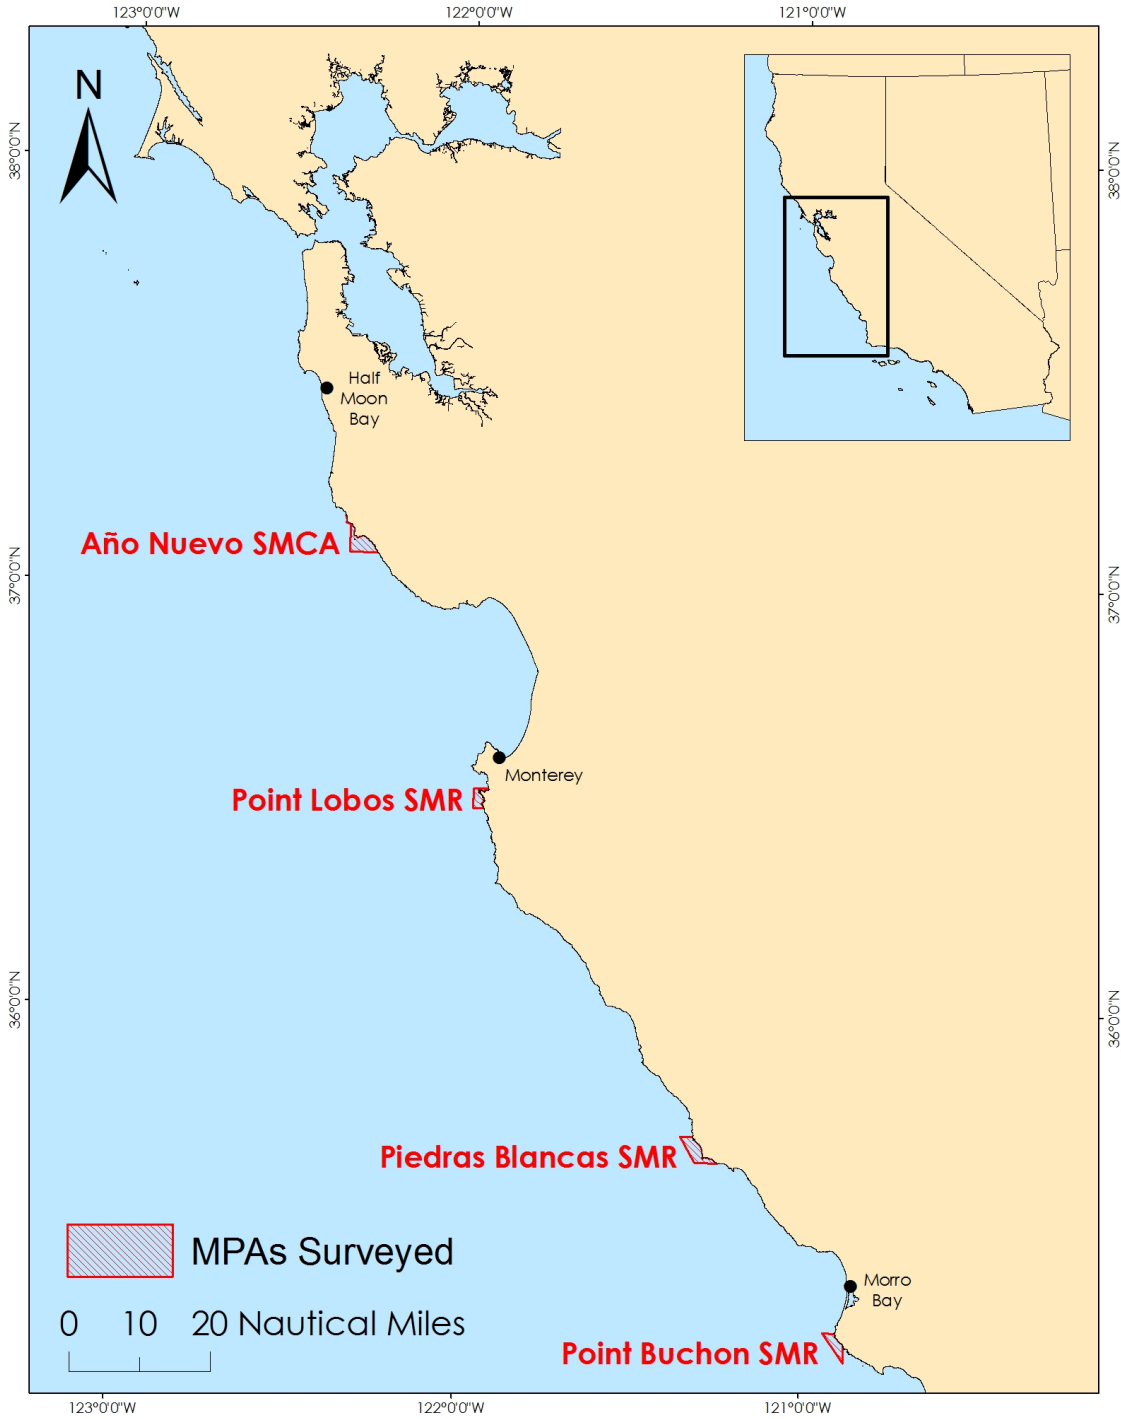 123°0'0"W
122°0'0"W
121°0'0"W
N
38°0'0"N
38°0'0"N
Half
Moon
Bay
Año Nuevo SMCA
37°0'0"N
37°0'0"N
Monterey
Point Lobos SMR
36°0'0"N
36°0'0"N
Piedras Blancas SMR
MPAs Surveyed
Morro
Bay
0 10 20 Nautical Miles
Point Buchon SMR
123°0'0"W
122°0'0"W
121°0'0"W